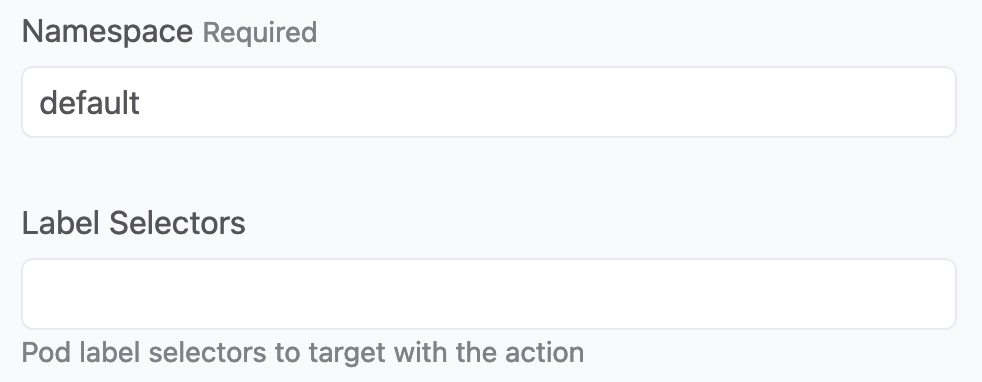 Namespace Required
default
Label Selectors
Pod label selectors to target with the action